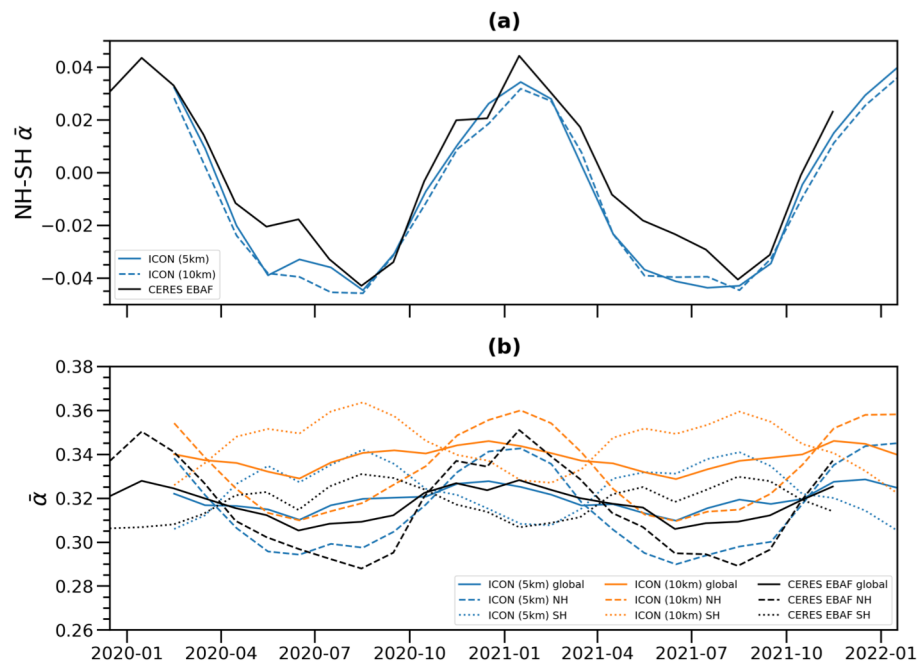 (a)
NH-SH ᾱ
0.04
0.02
0.00
−0.02
−0.04
ICON (5km)
ICON (10km)
CERES EBAF
(b)
ᾱ
0.38
0.36
0.34
0.32
0.30
0.28
0.26
ICON (5km) global
ICON (5km) NH
ICON (5km) SH
ICON (10km) global
ICON (10km) NH
ICON (10km) SH
CERES EBAF global
CERES EBAF NH
CERES EBAF SH
2020-01 2020-04 2020-07 2020-10 2021-01 2021-04 2021-07 2021-10 2022-01